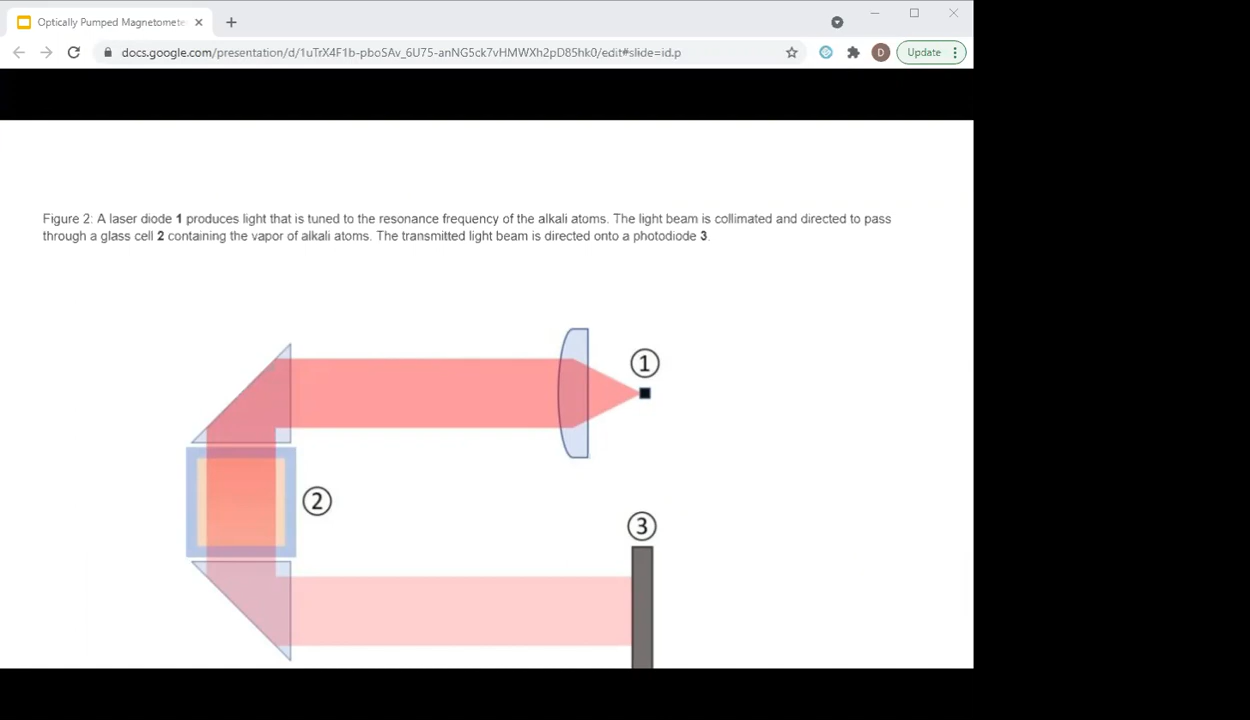 Optically Pumped Magnetomete
docs.google.com/presentation/d/1uTrX4F1b-pboSAv_6U75-anNG5ck7vHMWXh2pD85hk0/edit#slide=id.p
D
Update
Figure 2: A laser diode 1 produces light that is tuned to the resonance frequency of the alkali atoms. The light beam is collimated and directed to pass
through a glass cell 2 containing the vapor of alkali atoms. The transmitted light beam is directed onto a photodiode 3.
1
2
3